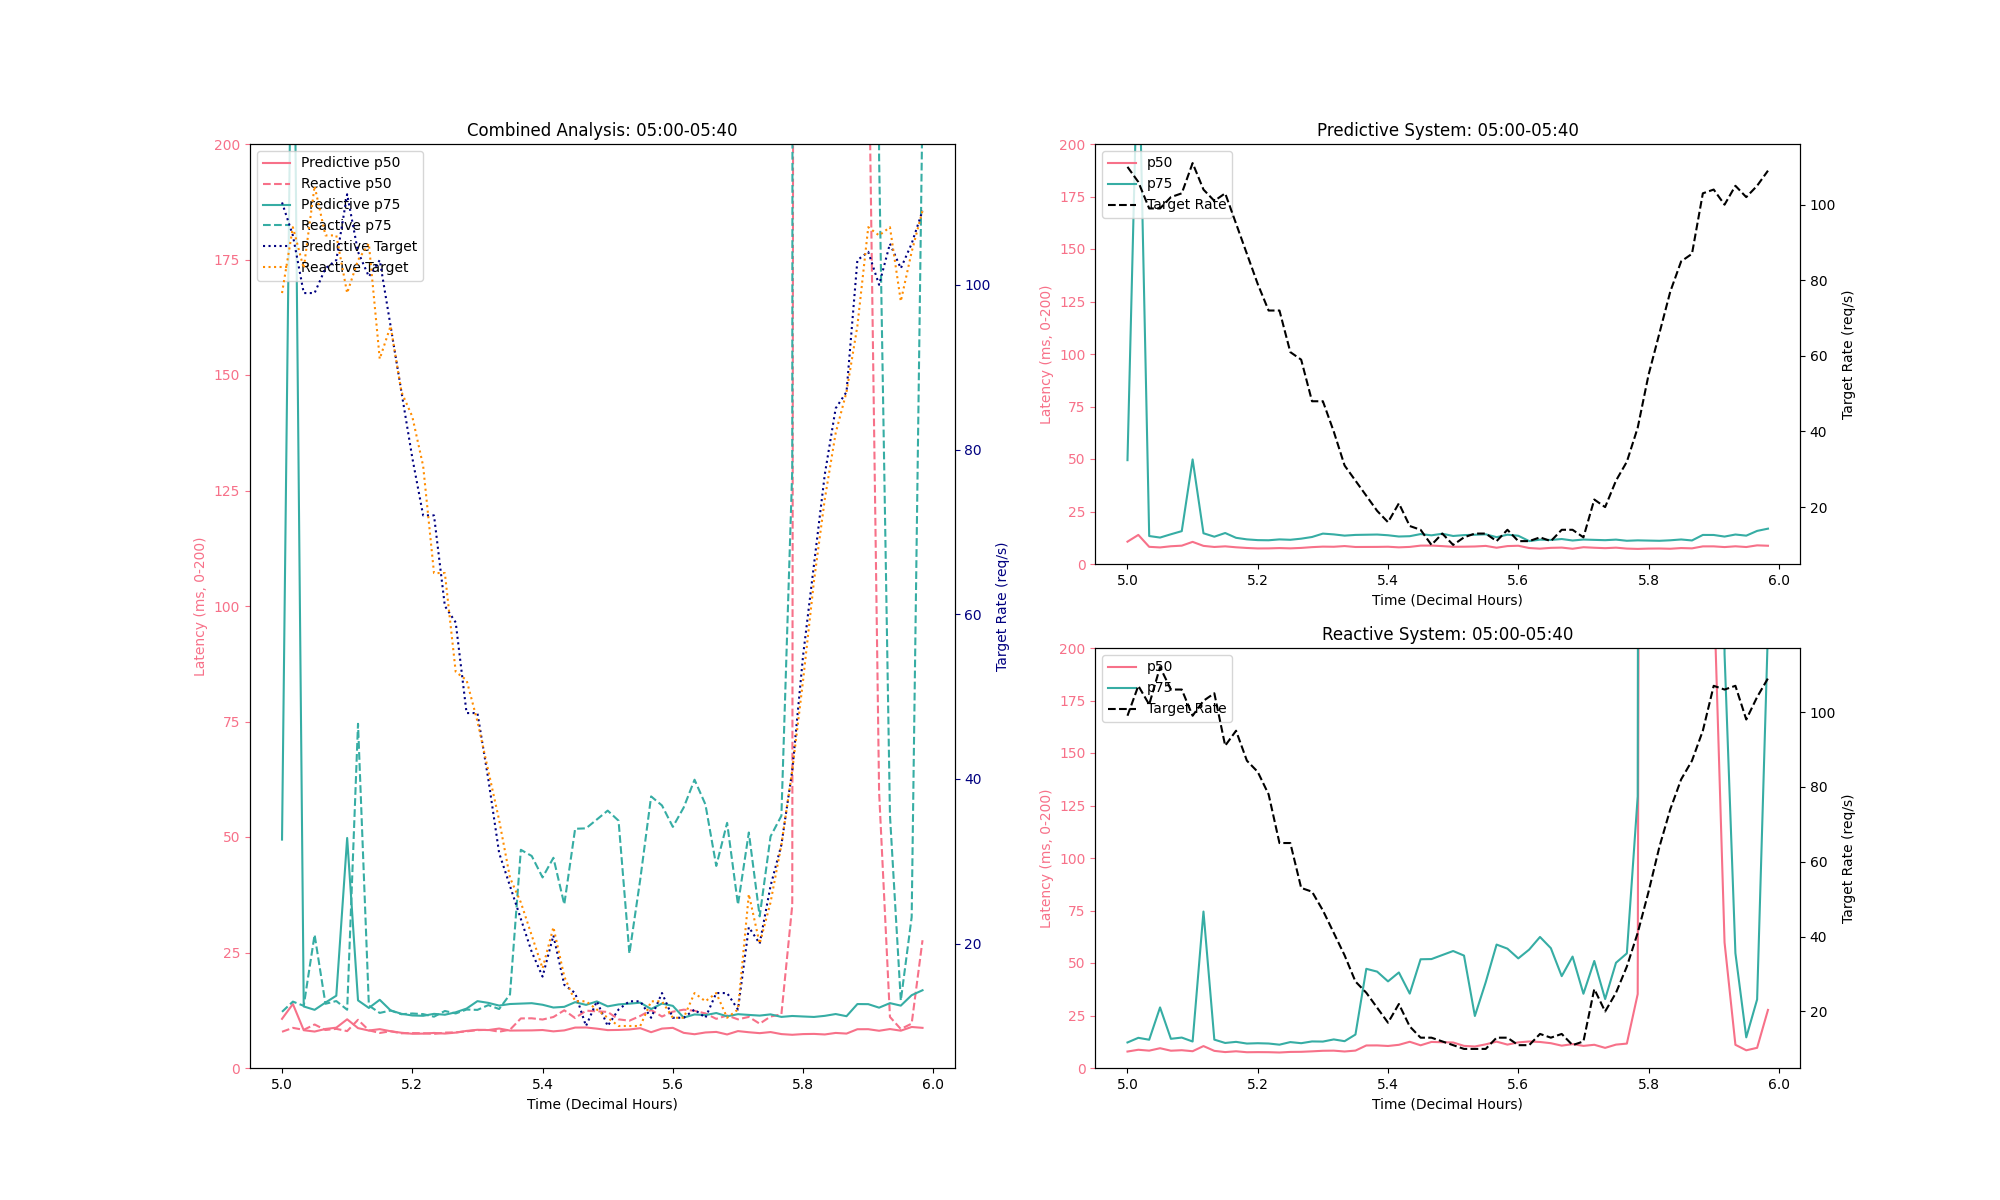 Combined Analysis: 05:00-05:40
Predictive p50
Reactive p50
Predictive p75
Reactive p75
Predictive Target
Reactive Target
200
175
150
125
100
75
50
25
0
Latency (ms, 0-200)
100
80
60
40
20
Target Rate (req/s)
5.0 5.2 5.4 5.6 5.8 6.0
Time (Decimal Hours)
Predictive System: 05:00-05:40
p50
p75
Target Rate
200
175
150
125
100
75
50
25
0
Latency (ms, 0-200)
100
80
60
40
20
Target Rate (req/s)
5.0 5.2 5.4 5.6 5.8 6.0
Time (Decimal Hours)
Reactive System: 05:00-05:40
p50
p75
Target Rate
200
175
150
125
100
75
50
25
0
Latency (ms, 0-200)
100
80
60
40
20
Target Rate (req/s)
5.0 5.2 5.4 5.6 5.8 6.0
Time (Decimal Hours)